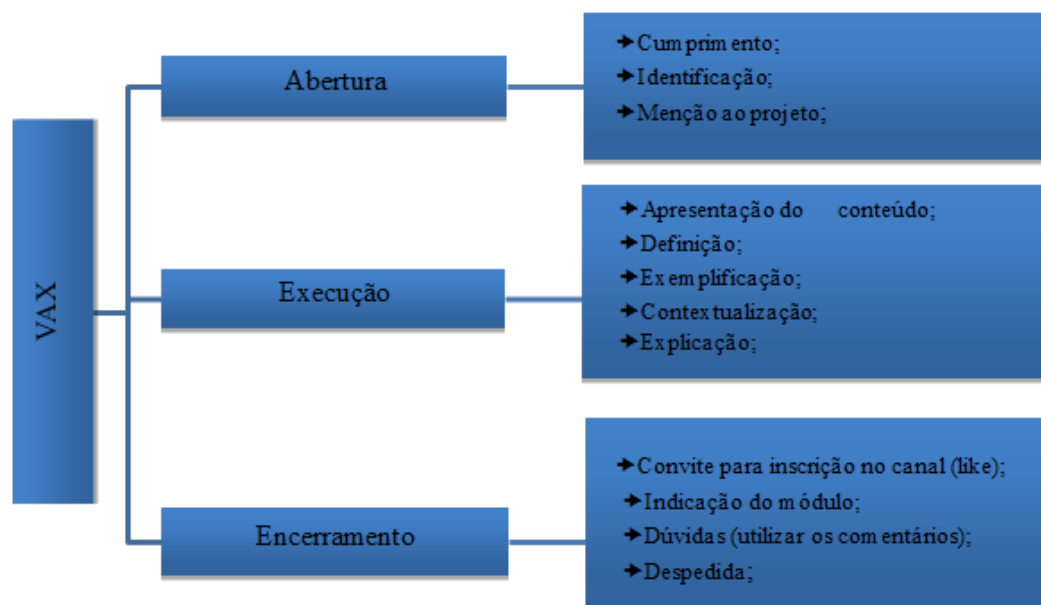 VAX
Abertura
➔Cumprimento;
➔Identificação;
➔Menção ao projeto;
Execução
➔Apresentação do conteúdo;
➔Definição;
➔Exemplificação;
➔Contextualização;
➔Explicação;
Encerramento
➔Convite para inscrição no canal (like);
➔Indicação do módulo;
➔Dúvidas (utilizar os comentários);
➔Despedida;